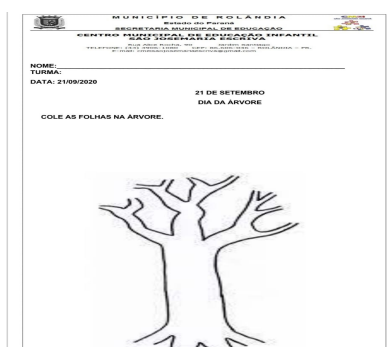 MUNICÍPIO DE ROLÂNDIA
Estado do Paraná
SECRETARIA MUNICIPAL DE EDUCAÇÃO
CENTRO MUNICIPAL DE EDUCAÇÃO INFANTIL
SÃO JOSEMARIA ESCRIVA
NOME:
TURMA:
DATA: 21/09/2020
21 DE SETEMBRO
DIA DA ÁRVORE
COLE AS FOLHAS NA ÁRVORE.